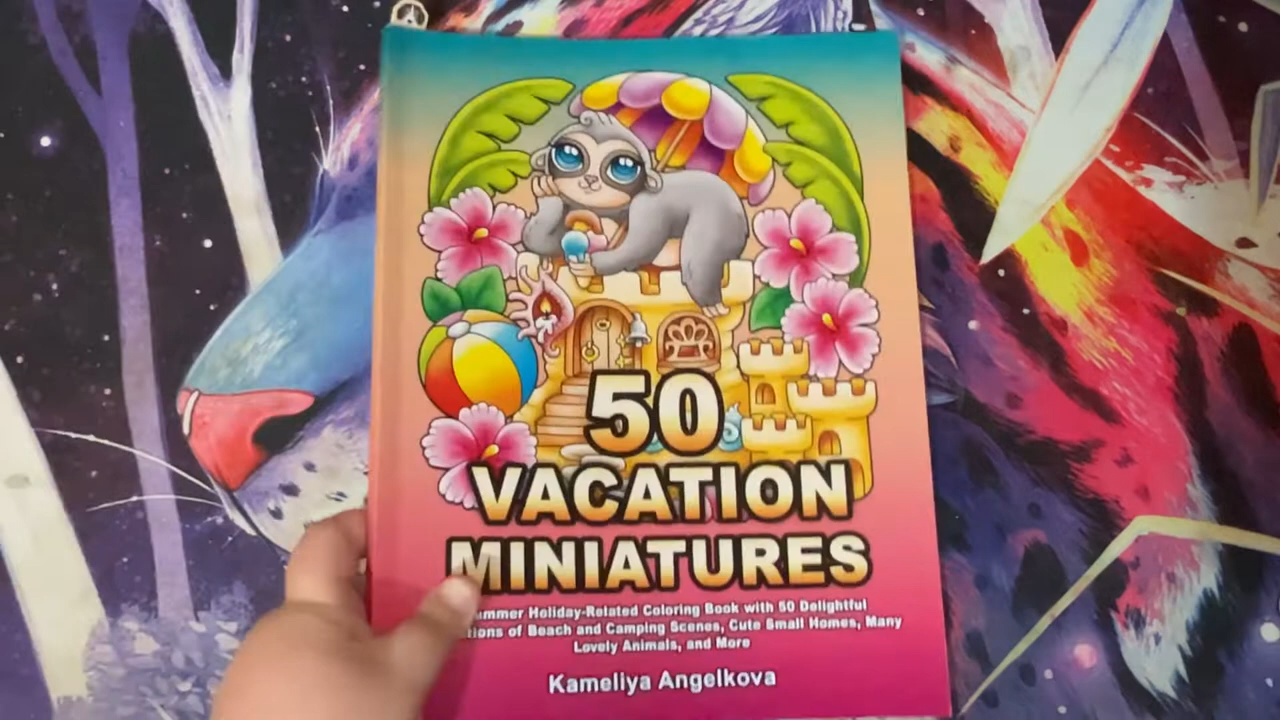 50
VACATION
MINIATURES
ummer Holiday-Related Coloring Book with 50 Delightful
tions of Beach and Camping Scenes, Cute Small Homes, Many
Lovely Animals, and More
Kameliya Angelkova